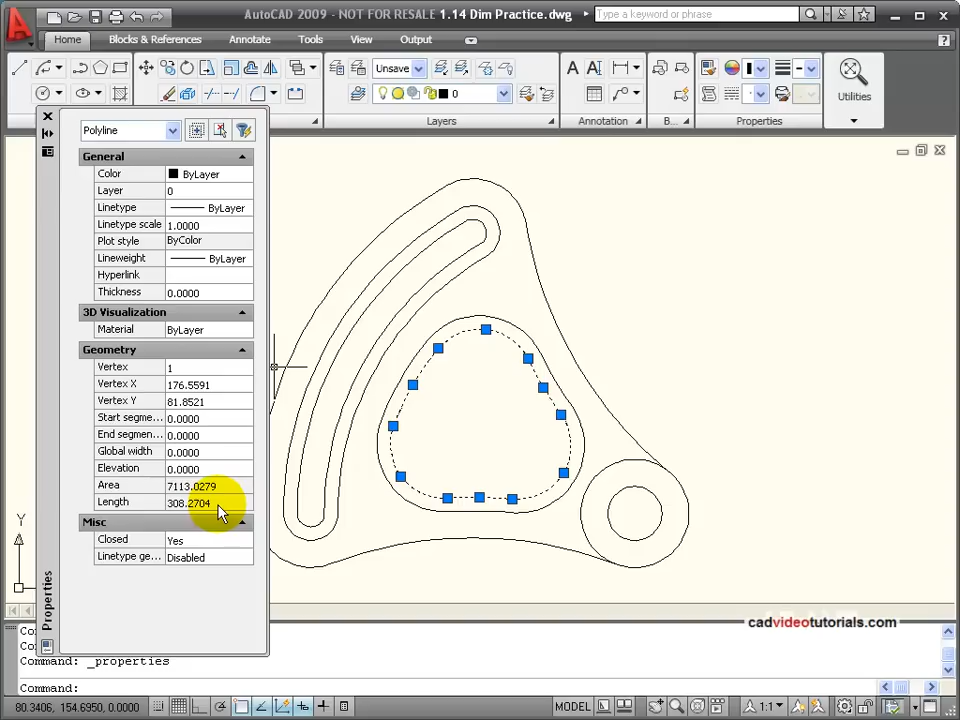 AutoCAD 2009 - NOT FOR RESALE 1.14 Dim Practice.dwg
Type a keyword or phrase
Home Blocks & References Annotate Tools View Output
Unsave
A
0
Utilities
Layers Annotation B... Properties
Polyline
General
Color ByLayer
Layer 0
Linetype ByLayer
Linetype scale 1.0000
Plot style ByColor
Lineweight ByLayer
Hyperlink
Thickness 0.0000
3D Visualization
Material ByLayer
Geometry
Vertex 1
Vertex X 176.5591
Vertex Y 81.8521
Start segme... 0.0000
End segmen... 0.0000
Global width 0.0000
Elevation 0.0000
Area 7113.0279
Length 308.2704
Misc
Closed Yes
Linetype ge... Disabled
Properties
Y
cadvideotutorials.com
Co
Co
Command: _properties
Command:
80.3406, 154.6950, 0.0000 MODEL 1:1